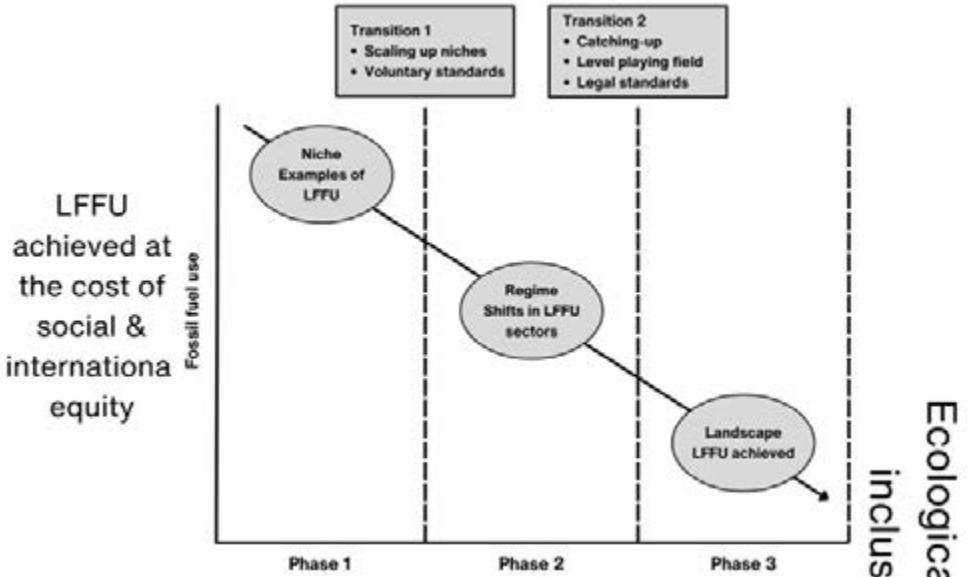 Transition 1
• Scaling up niches
• Voluntary standards
Transition 2
• Catching-up
• Level playing field
• Legal standards
LFFU
achieved at
the cost of
social &
internationa
equity
Fossil fuel use
Niche
Examples of
LFFU
Regime
Shifts in LFFU
sectors
Landscape
LFFU achieved
Phase 1
Phase 2
Phase 3
Ecologica
inclus